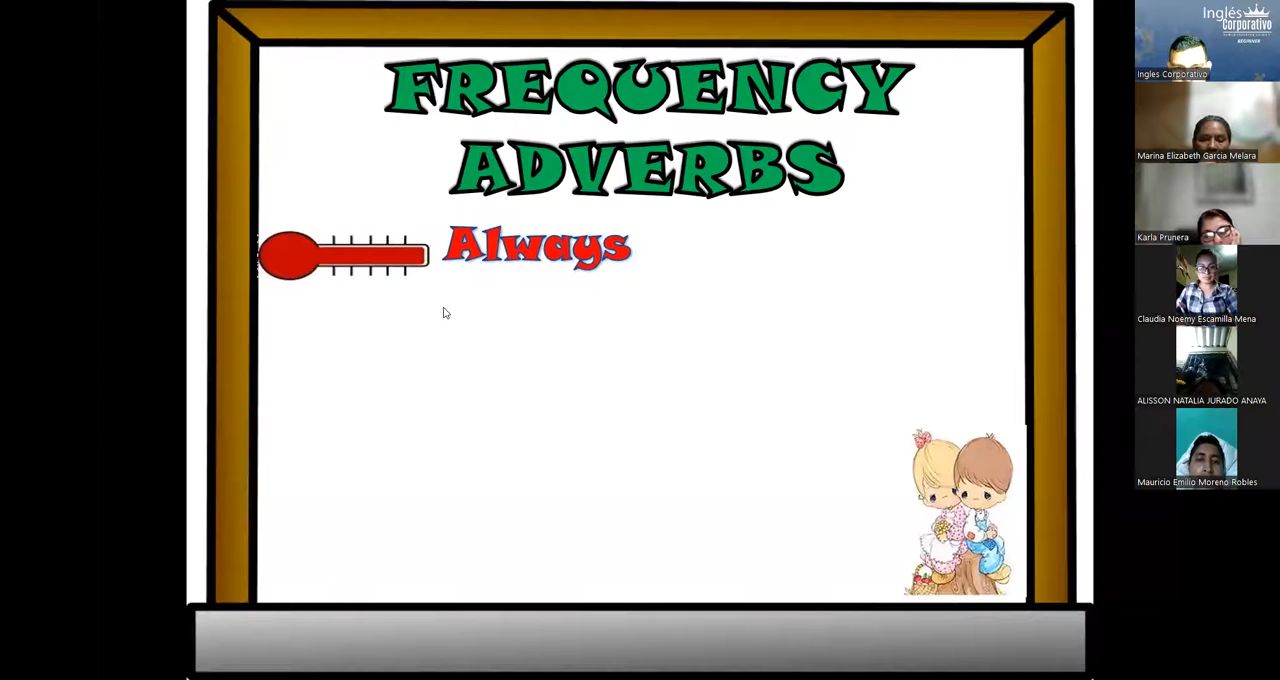 FREQUENCY
ADVERBS
Always
Inglés
Corporativo
BEGINNER
Ingles Corporativo
Marina Elizabeth Garcia Melara
Karla Prunera
Claudia Noemy Escamilla Mena
ALISSON NATALIA JURADO ANAYA
Mauricio Emilio Moreno Robles